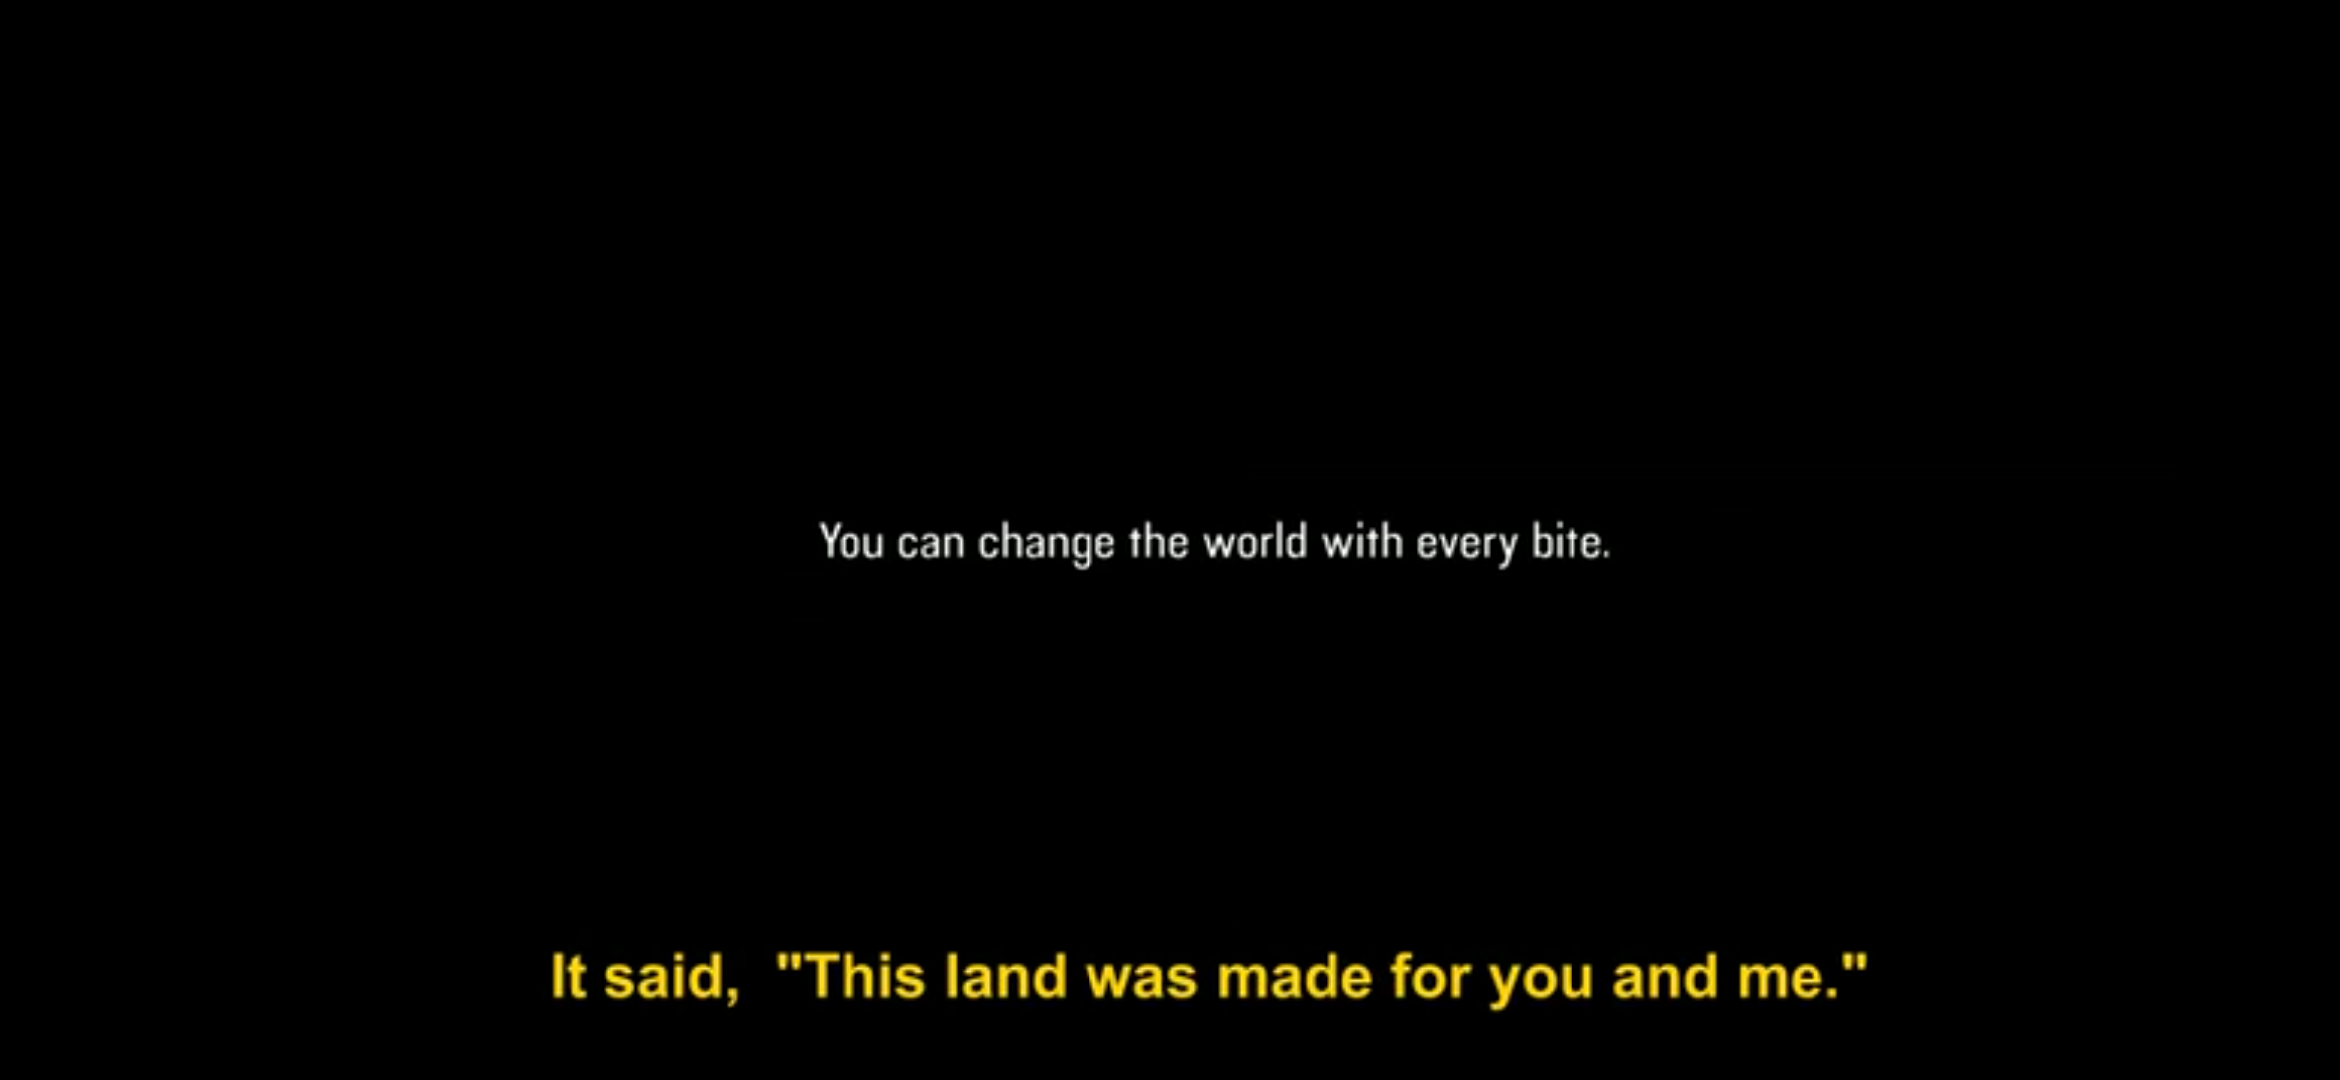 You can change the world with every bite.
It said,  "This land was made for you and me."